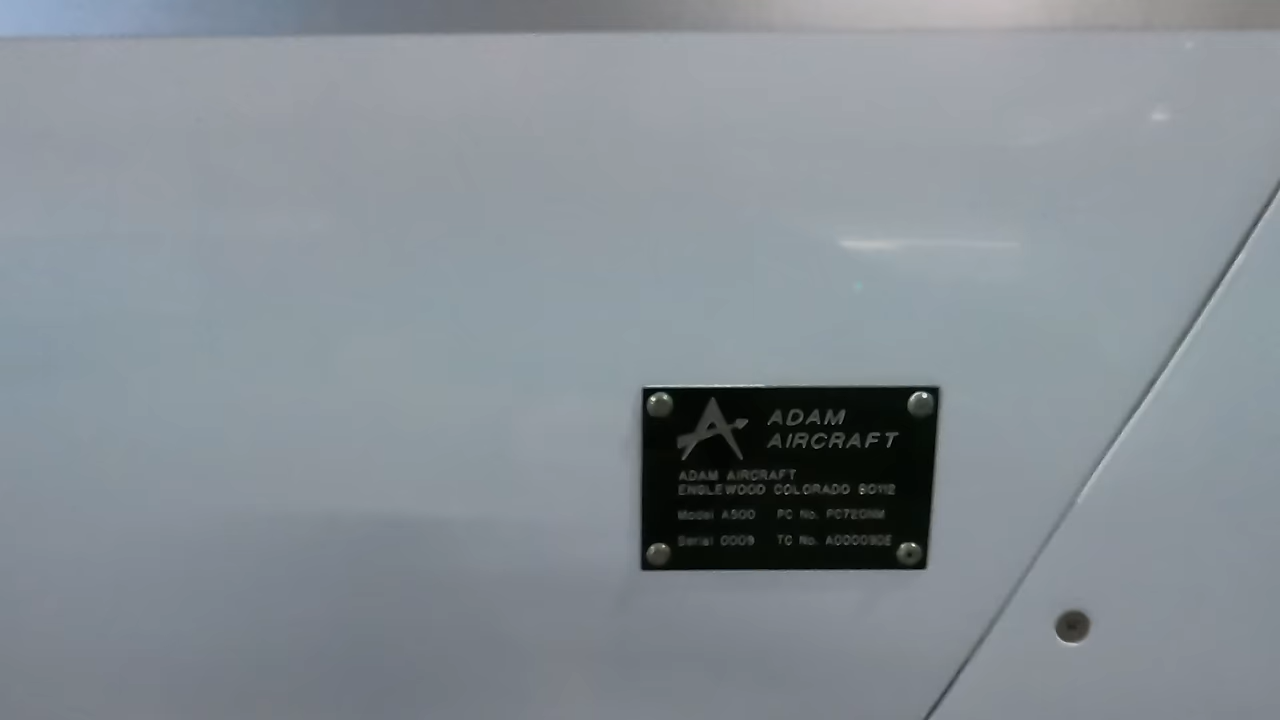 ADAM
AIRCRAFT
ADAM AIRCRAFT
ENGLEWOOD COLORADO 80112
Model A500 PC No. PC720NM
Serial 0009 TC No. A00009DE